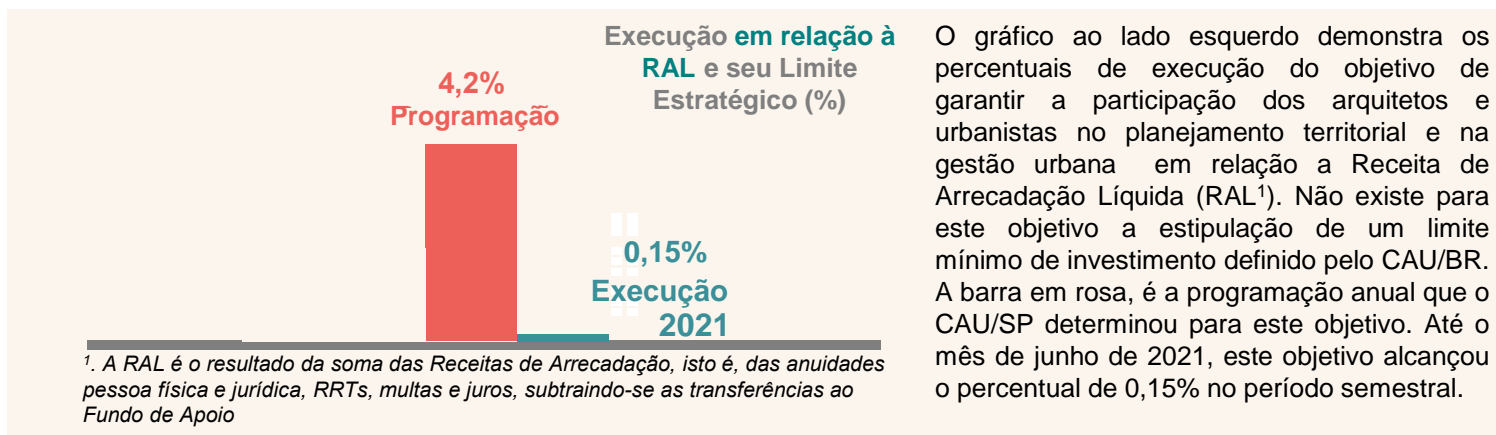 Execução em relação à
RAL e seu Limite
Estratégico (%)
4,2%
Programação
0,15%
Execução
2021
¹. A RAL é o resultado da soma das Receitas de Arrecadação, isto é, das anuidades
pessoa física e jurídica, RRTs, multas e juros, subtraindo-se as transferências ao
Fundo de Apoio
O gráfico ao lado esquerdo demonstra os
percentuais de execução do objetivo de
garantir a participação dos arquitetos e
urbanistas no planejamento territorial e na
gestão urbana em relação a Receita de
Arrecadação Líquida (RAL¹). Não existe para
este objetivo a estipulação de um limite
mínimo de investimento definido pelo CAU/BR.
A barra em rosa, é a programação anual que o
CAU/SP determinou para este objetivo. Até o
mês de junho de 2021, este objetivo alcançou
o percentual de 0,15% no período semestral.